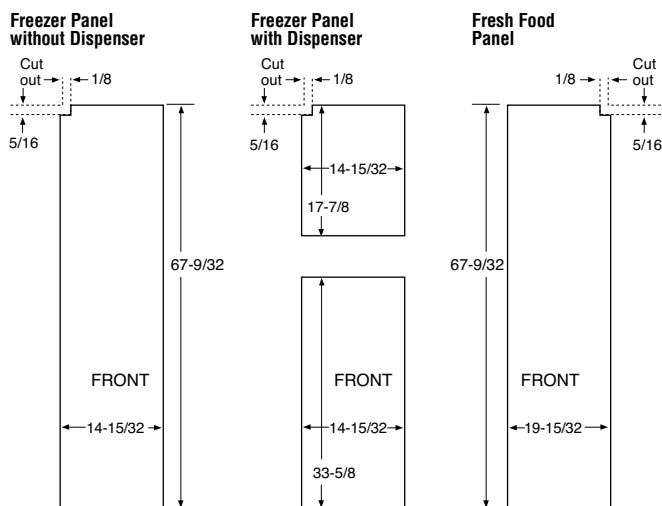 Freezer Panel
without Dispenser
Cut
out
1/8
5/16
67-9/32
FRONT
14-15/32
Freezer Panel
with Dispenser
Cut
out
1/8
5/16
14-15/32
17-7/8
FRONT
14-15/32
33-5/8
Fresh Food
Panel
Cut
out
1/8
5/16
67-9/32
FRONT
19-15/32